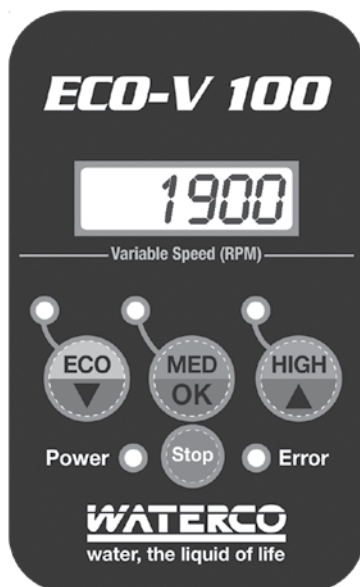 ECO-V 100
1900
Variable Speed (RPM)
ECO MED HIGH
OK
Power Stop Error
WATERCO
water, the liquid of life